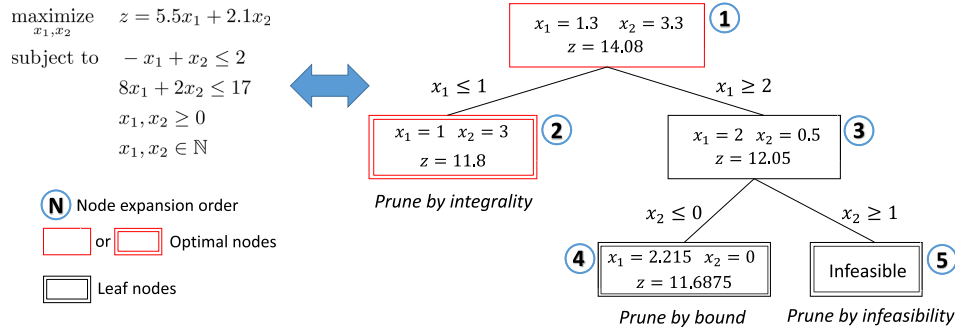 maximize z = 5.5x₁ + 2.1x₂
x₁,x₂
subject to − x₁ + x₂ ≤ 2
8x₁ + 2x₂ ≤ 17
x₁, x₂ ≥ 0
x₁, x₂ ∈ ℕ
N Node expansion order
or Optimal nodes
Leaf nodes
x₁ = 1.3 x₂ = 3.3
z = 14.08
1
x₁ ≤ 1
x₁ ≥ 2
x₁ = 1 x₂ = 3
z = 11.8
2
Prune by integrality
x₁ = 2 x₂ = 0.5
z = 12.05
3
x₂ ≤ 0
x₂ ≥ 1
4
x₁ = 2.215 x₂ = 0
z = 11.6875
Prune by bound
Infeasible
5
Prune by infeasibility